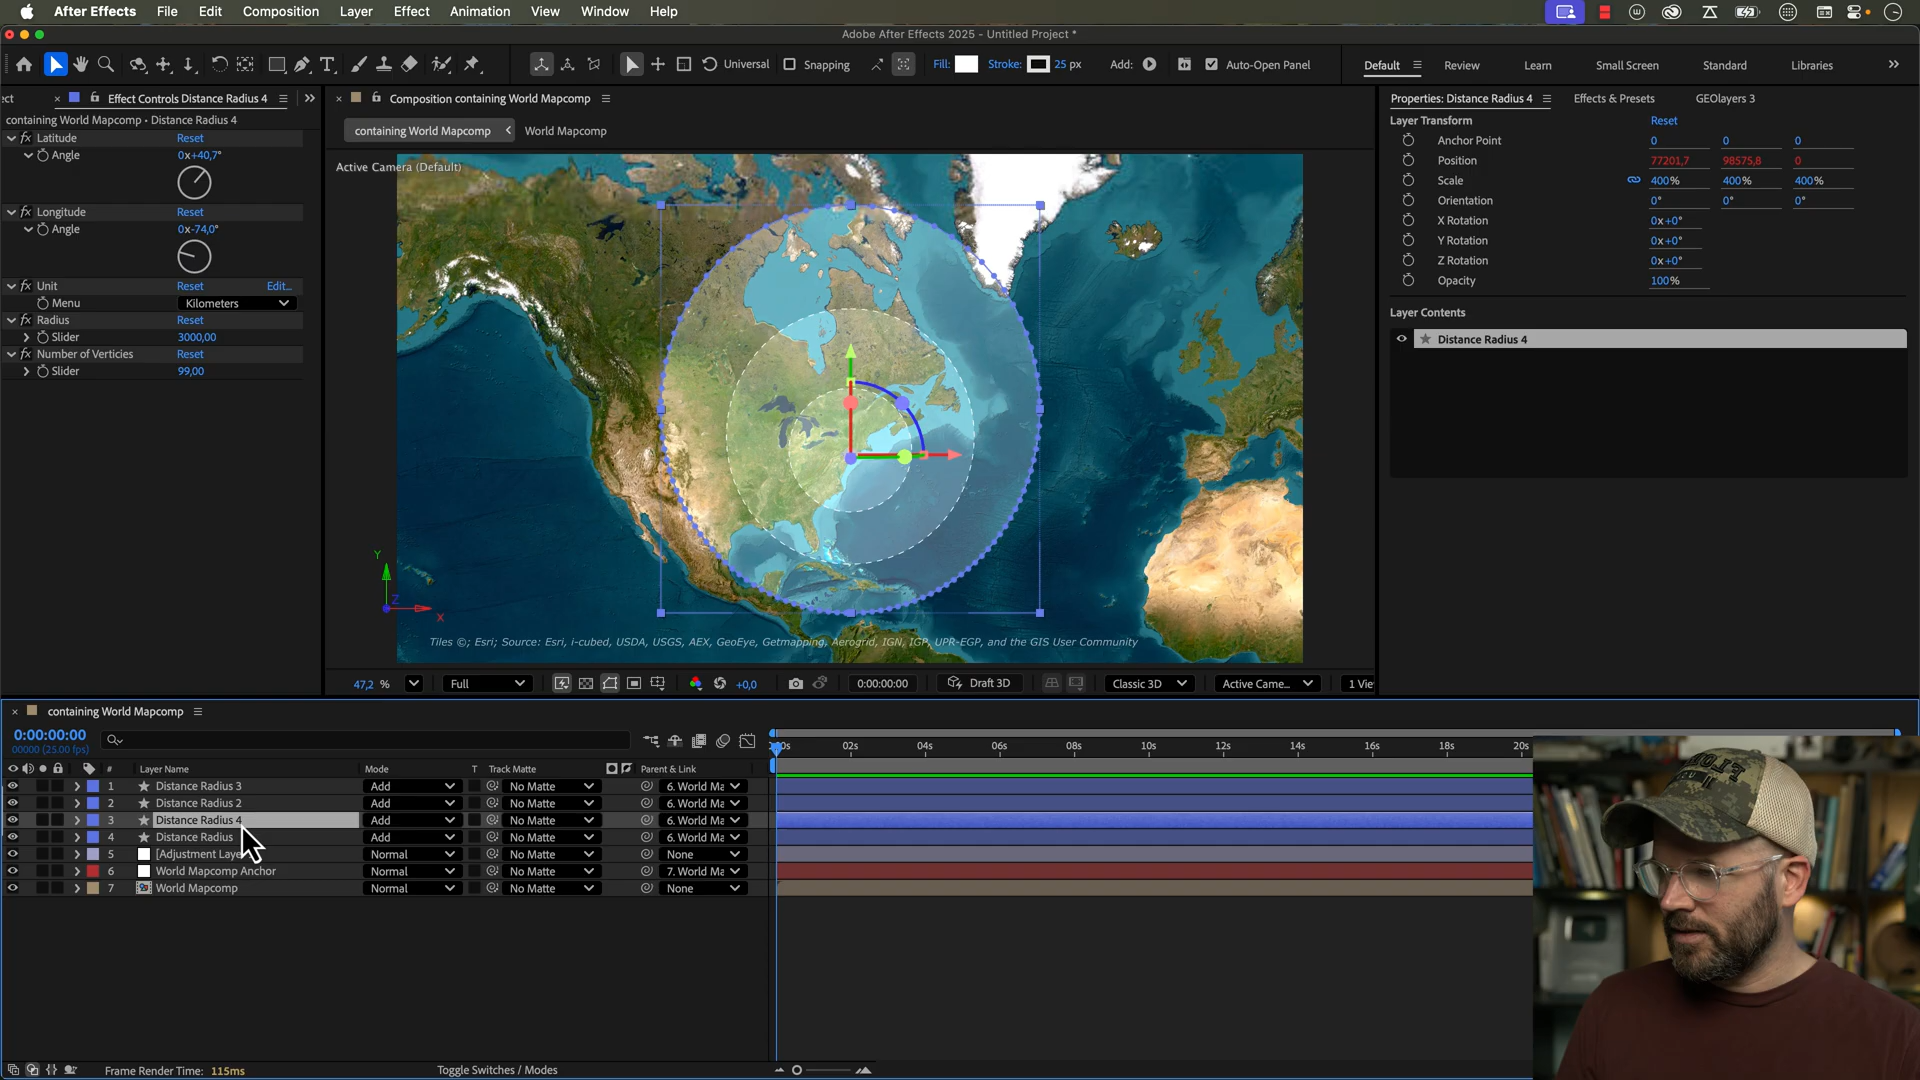 After Effects File Edit Composition Layer Effect Animation View Window Help
Adobe After Effects 2025 - Untitled Project *
Universal Snapping Fill: Stroke: 25 px Add: Auto-Open Panel Default Review Learn Small Screen Standard Libraries
ect Effect Controls Distance Radius 4
containing World Mapcomp • Distance Radius 4
Latitude Reset
Angle 0x+40,7°
Longitude Reset
Angle 0x-74,0°
Unit Reset Edit...
Menu Kilometers
Radius Reset
Slider 3000,00
Number of Verticies Reset
Slider 99,00
Composition containing World Mapcomp
containing World Mapcomp World Mapcomp
Active Camera (Default)
Y
Z
X
Tiles ©; Esri; Source: Esri, i-cubed, USDA, USGS, AEX, GeoEye, Getmapping, Aerogrid, IGN, IGP, UPR-EGP, and the GIS User Community
47,2 % Full +0,0 0:00:00:00 Draft 3D Classic 3D Active Came... 1 Vie
Properties: Distance Radius 4 Effects & Presets GEOlayers 3
Layer Transform Reset
Anchor Point 0 0 0
Position 77201,7 98575,8 0
Scale 400% 400% 400%
Orientation 0° 0° 0°
X Rotation 0x+0°
Y Rotation 0x+0°
Z Rotation 0x+0°
Opacity 100%
Layer Contents
Distance Radius 4
containing World Mapcomp
0:00:00:00
00000 (25.00 fps)
02s 04s 06s 08s 10s 12s 14s 16s 18s 20s
# Layer Name Mode T Track Matte Parent & Link
1 Distance Radius 3 Add No Matte 6. World Ma
2 Distance Radius 2 Add No Matte 6. World Ma
3 Distance Radius 4 Add No Matte 6. World Ma
4 Distance Radius Add No Matte 6. World Ma
5 [Adjustment Laye Normal No Matte None
6 World Mapcomp Anchor Normal No Matte 7. World Ma
7 World Mapcomp Normal No Matte None
Frame Render Time: 115ms Toggle Switches / Modes